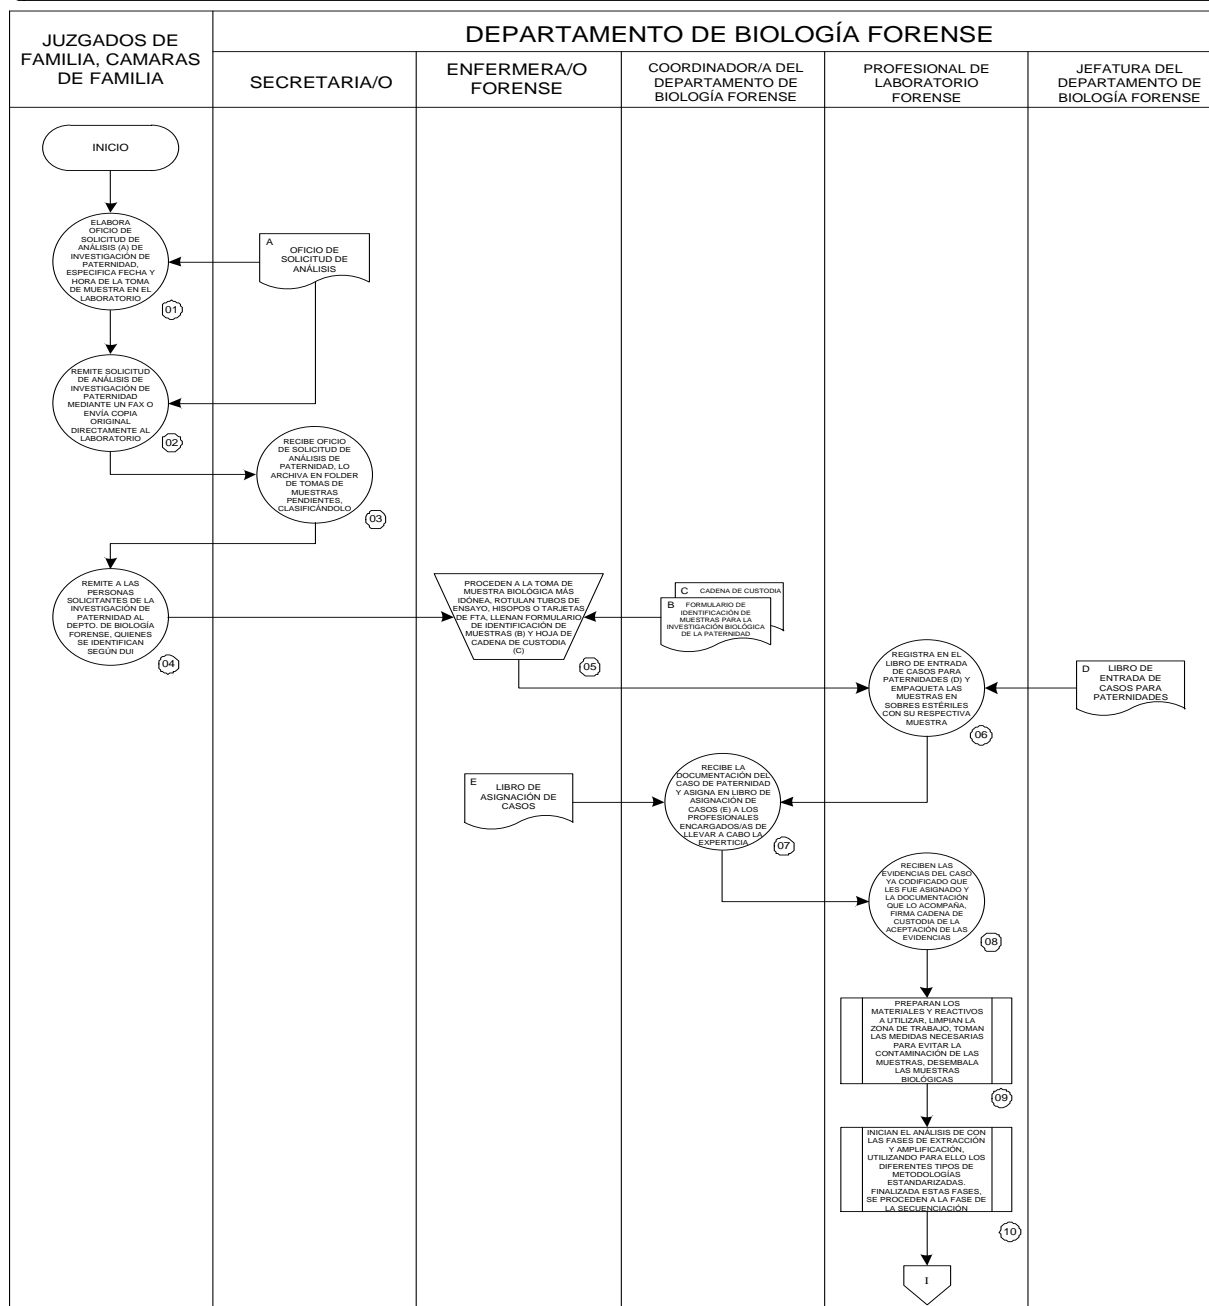 DEPARTAMENTO DE BIOLOGÍA FORENSE
JUZGADOS DE
FAMILIA, CAMARAS
DE FAMILIA
SECRETARIA/O
ENFERMERA/O
FORENSE
COORDINADOR/A DEL
DEPARTAMENTO DE
BIOLOGÍA FORENSE
PROFESIONAL DE
LABORATORIO
FORENSE
JEFATURA DEL
DEPARTAMENTO DE
BIOLOGÍA FORENSE
INICIO
ELABORA
OFICIO DE
SOLICITUD DE
ANÁLISIS (A) DE
INVESTIGACIÓN DE
PATERNIDAD,
ESPECIFICA FECHA Y
HORA DE LA TOMA
DE MUESTRA EN EL
LABORATORIO
01
A
OFICIO DE
SOLICITUD DE
ANÁLISIS
REMITE SOLICITUD
DE ANÁLISIS DE
INVESTIGACIÓN DE
PATERNIDAD
MEDIANTE UN FAX O
ENVÍA COPIA
ORIGINAL
DIRECTAMENTE AL
LABORATORIO
02
RECIBE OFICIO
DE SOLICITUD DE
ANÁLISIS DE
PATERNIDAD, LO
ARCHIVA EN FOLDER
DE TOMAS DE
MUESTRAS
PENDIENTES,
CLASIFICÁNDOLO
03
REMITE A LAS
PERSONAS
SOLICITANTES DE LA
INVESTIGACIÓN DE
PATERNIDAD AL
DEPTO. DE BIOLOGÍA
FORENSE, QUIENES
SE IDENTIFICAN
SEGÚN DUI
04
PROCEDEN A LA TOMA DE
MUESTRA BIOLÓGICA MÁS
IDÓNEA, ROTULAN TUBOS DE
ENSAYO, HISOPOS O TARJETAS
DE FTA, LLENAN FORMULARIO
DE IDENTIFICACIÓN DE
MUESTRAS (B) Y HOJA DE
CADENA DE CUSTODIA
(C)
05
C CADENA DE CUSTODIA
B
FORMULARIO DE
IDENTIFICACIÓN DE
MUESTRAS PARA LA
INVESTIGACIÓN BIOLÓGICA
DE LA PATERNIDAD
REGISTRA EN EL
LIBRO DE ENTRADA
DE CASOS PARA
PATERNIDADES (D) Y
EMPAQUETA LAS
MUESTRAS EN
SOBRES ESTÉRILES
CON SU RESPECTIVA
MUESTRA
06
D
LIBRO DE
ENTRADA DE
CASOS PARA
PATERNIDADES
E
LIBRO DE
ASIGNACIÓN DE
CASOS
RECIBE LA
DOCUMENTACIÓN DEL
CASO DE PATERNIDAD
Y ASIGNA EN LIBRO DE
ASIGNACIÓN DE
CASOS (E) A LOS
PROFESIONALES
ENCARGADOS/AS DE
LLEVAR A CABO LA
EXPERTICIA
07
RECIBEN LAS
EVIDENCIAS DEL CASO
YA CODIFICADO QUE
LES FUE ASIGNADO Y
LA DOCUMENTACIÓN
QUE LO ACOMPAÑA,
FIRMA CADENA DE
CUSTODIA DE LA
ACEPTACIÓN DE LAS
EVIDENCIAS
08
PREPARAN LOS
MATERIALES Y REACTIVOS
A UTILIZAR, LIMPIAN LA
ZONA DE TRABAJO, TOMAN
LAS MEDIDAS NECESARIAS
PARA EVITAR LA
CONTAMINACIÓN DE LAS
MUESTRAS, DESEMBALA
LAS MUESTRAS
BIOLÓGICAS
09
INICIAN EL ANÁLISIS DE CON
LAS FASES DE EXTRACCIÓN
Y AMPLIFICACIÓN,
UTILIZANDO PARA ELLO LOS
DIFERENTES TIPOS DE
METODOLOGÍAS
ESTANDARIZADAS.
FINALIZADA ESTAS FASES,
SE PROCEDEN A LA FASE DE
LA SECUENCIACIÓN
10
I